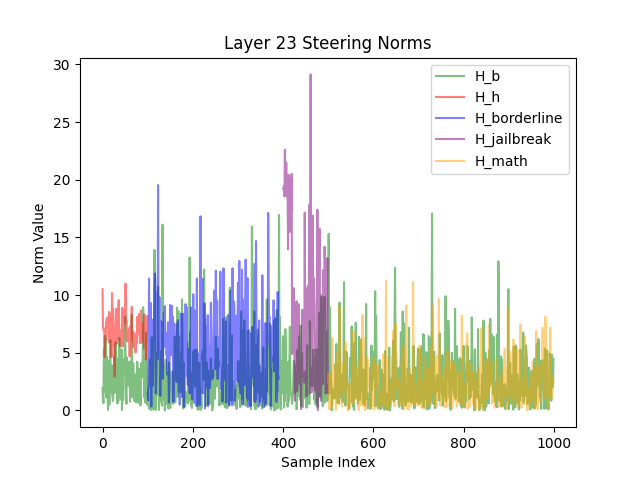 Layer 23 Steering Norms
Norm Value
30
25
20
15
10
5
0
H_b
H_h
H_borderline
H_jailbreak
H_math
0
200
400
600
800
1000
Sample Index